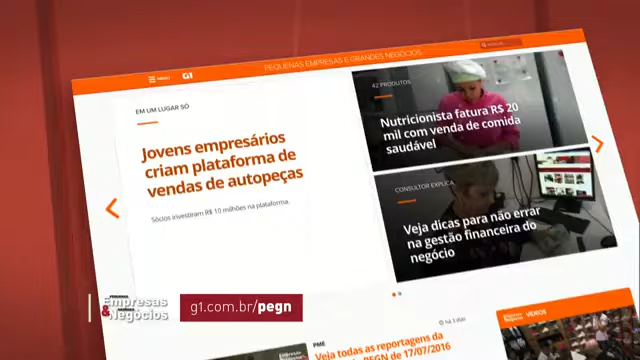 MENU
G1
PEQUENAS EMPRESAS E GRANDES NEGÓCIOS
EM UM LUGAR SÓ
Jovens empresários
criam plataforma de
vendas de autopeças
Sócios investiram R$ 10 milhões na plataforma.
42 PRODUTOS
Nutricionista fatura R$ 20
mil com venda de comida
saudável
CONSULTOR EXPLICA
Veja dicas para não errar
na gestão financeira do
negócio
Empresas
& Negócios
g1.com.br/pegn
há 3 dias
PME
Veja todas as reportagens da
PEGN de 17/07/2016
VÍDEOS